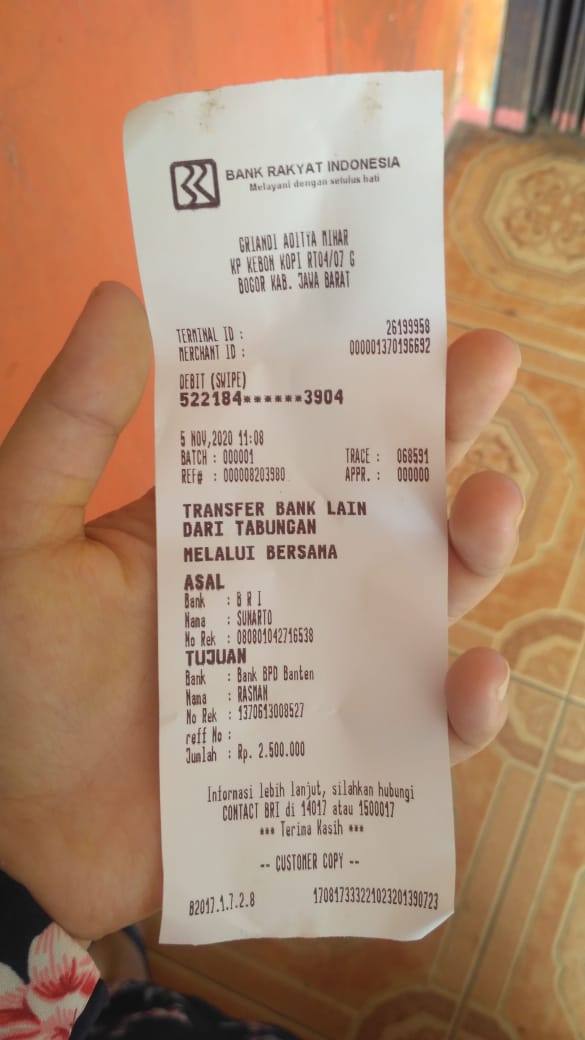 BANK RAKYAT INDONESIA
Melayani dengan setulus hati
GRIANDI ADITYA MIHAR
KP KEBON KOPI RT04/07 G
BOGOR KAB. JAWA BARAT
TERMINAL ID : 26199958
MERCHANT ID : 000001370196692
DEBIT (SWIPE)
522184******3904
5 NOV,2020 11:08
BATCH : 000001 TRACE : 068591
REF# : 000008203980 APPR. : 000000
TRANSFER BANK LAIN
DARI TABUNGAN
MELALUI BERSAMA
ASAL
Bank : B R I
Nama : SUNARTO
No Rek : 080801042716538
TUJUAN
Bank : Bank BPD Banten
Nama : RASMAN
No Rek : 1370613008527
reff No :
Jumlah : Rp. 2.500.000
Informasi lebih lanjut, silahkan hubungi
CONTACT BRI di 14017 atau 1500017
*** Terima Kasih ***
-- CUSTOMER COPY --
B2017.1.7.2.8 170817333221023201390723